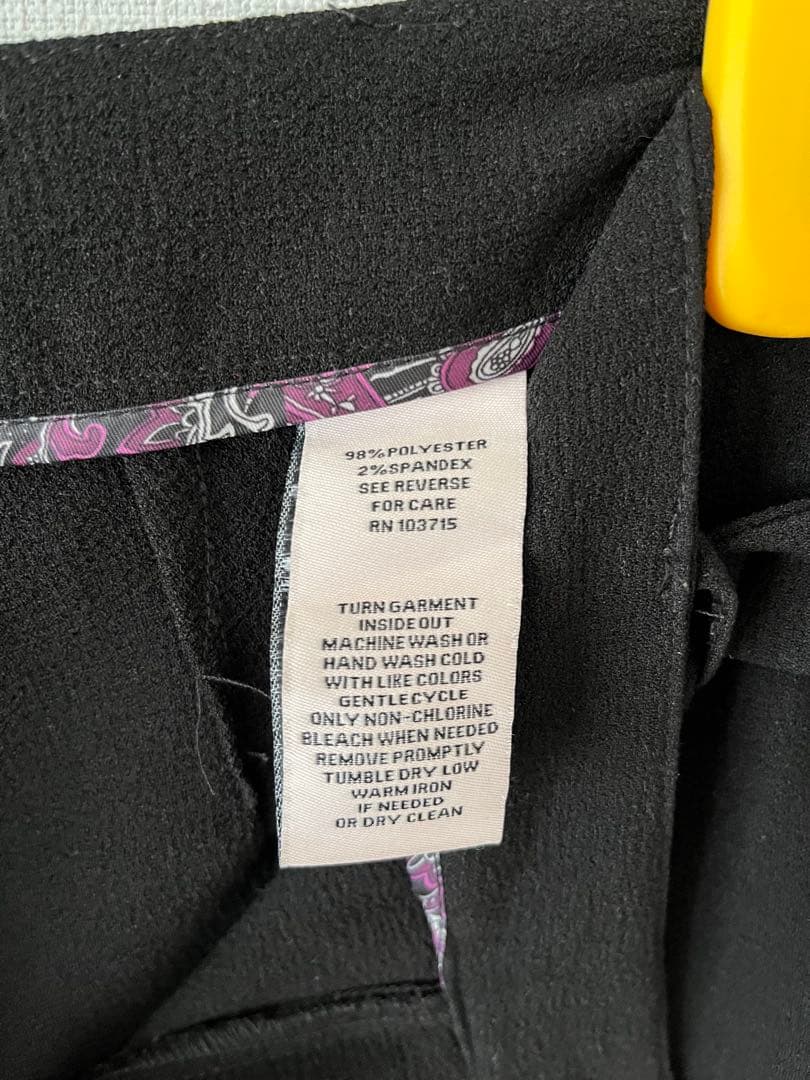 98% POLYESTER
2% SPANDEX
SEE REVERSE
FOR CARE
RN 103715
TURN GARMENT
INSIDE OUT
MACHINE WASH OR
HAND WASH COLD
WITH LIKE COLORS
GENTLE CYCLE
ONLY NON-CHLORINE
BLEACH WHEN NEEDED
REMOVE PROMPTLY
TUMBLE DRY LOW
WARM IRON
IF NEEDED
OR DRY CLEAN